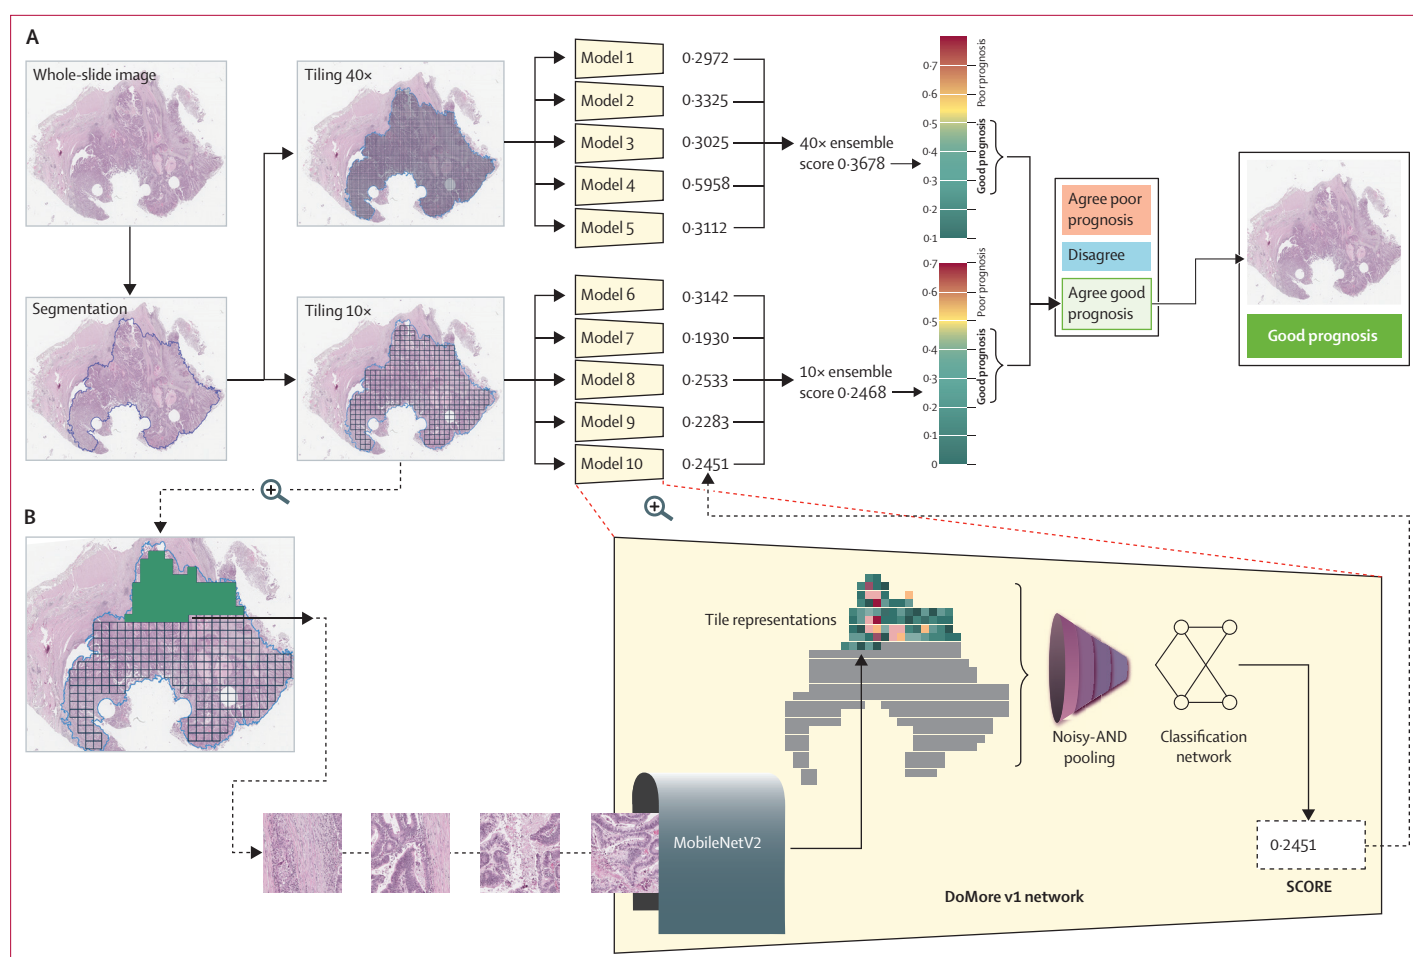 A
Whole-slide image
Tiling 40×
Model 1
0·2972
Model 2
0·3325
Model 3
0·3025
Model 4
0·5958
Model 5
0·3112
40× ensemble
score 0·3678
0·7
0·6
0·5
0·4
0·3
0·2
0·1
Poor prognosis
Good prognosis
Agree poor
prognosis
Disagree
Agree good
prognosis
Good prognosis
Segmentation
Tiling 10×
Model 6
0·3142
Model 7
0·1930
Model 8
0·2533
Model 9
0·2283
Model 10
0·2451
10× ensemble
score 0·2468
0·7
0·6
0·5
0·4
0·3
0·2
0·1
0
Poor prognosis
Good prognosis
B
Tile representations
Noisy-AND
pooling
Classification
network
MobileNetV2
0·2451
SCORE
DoMore v1 network